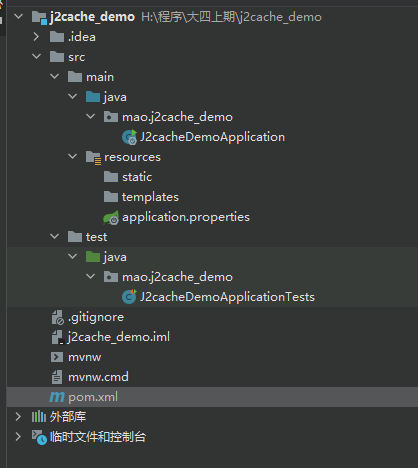 j2cache_demo H:\程序\大四上期\j2cache_demo
.idea
src
main
java
mao.j2cache_demo
J2cacheDemoApplication
resources
static
templates
application.properties
test
java
mao.j2cache_demo
J2cacheDemoApplicationTests
.gitignore
j2cache_demo.iml
mvnw
mvnw.cmd
pom.xml
外部库
临时文件和控制台